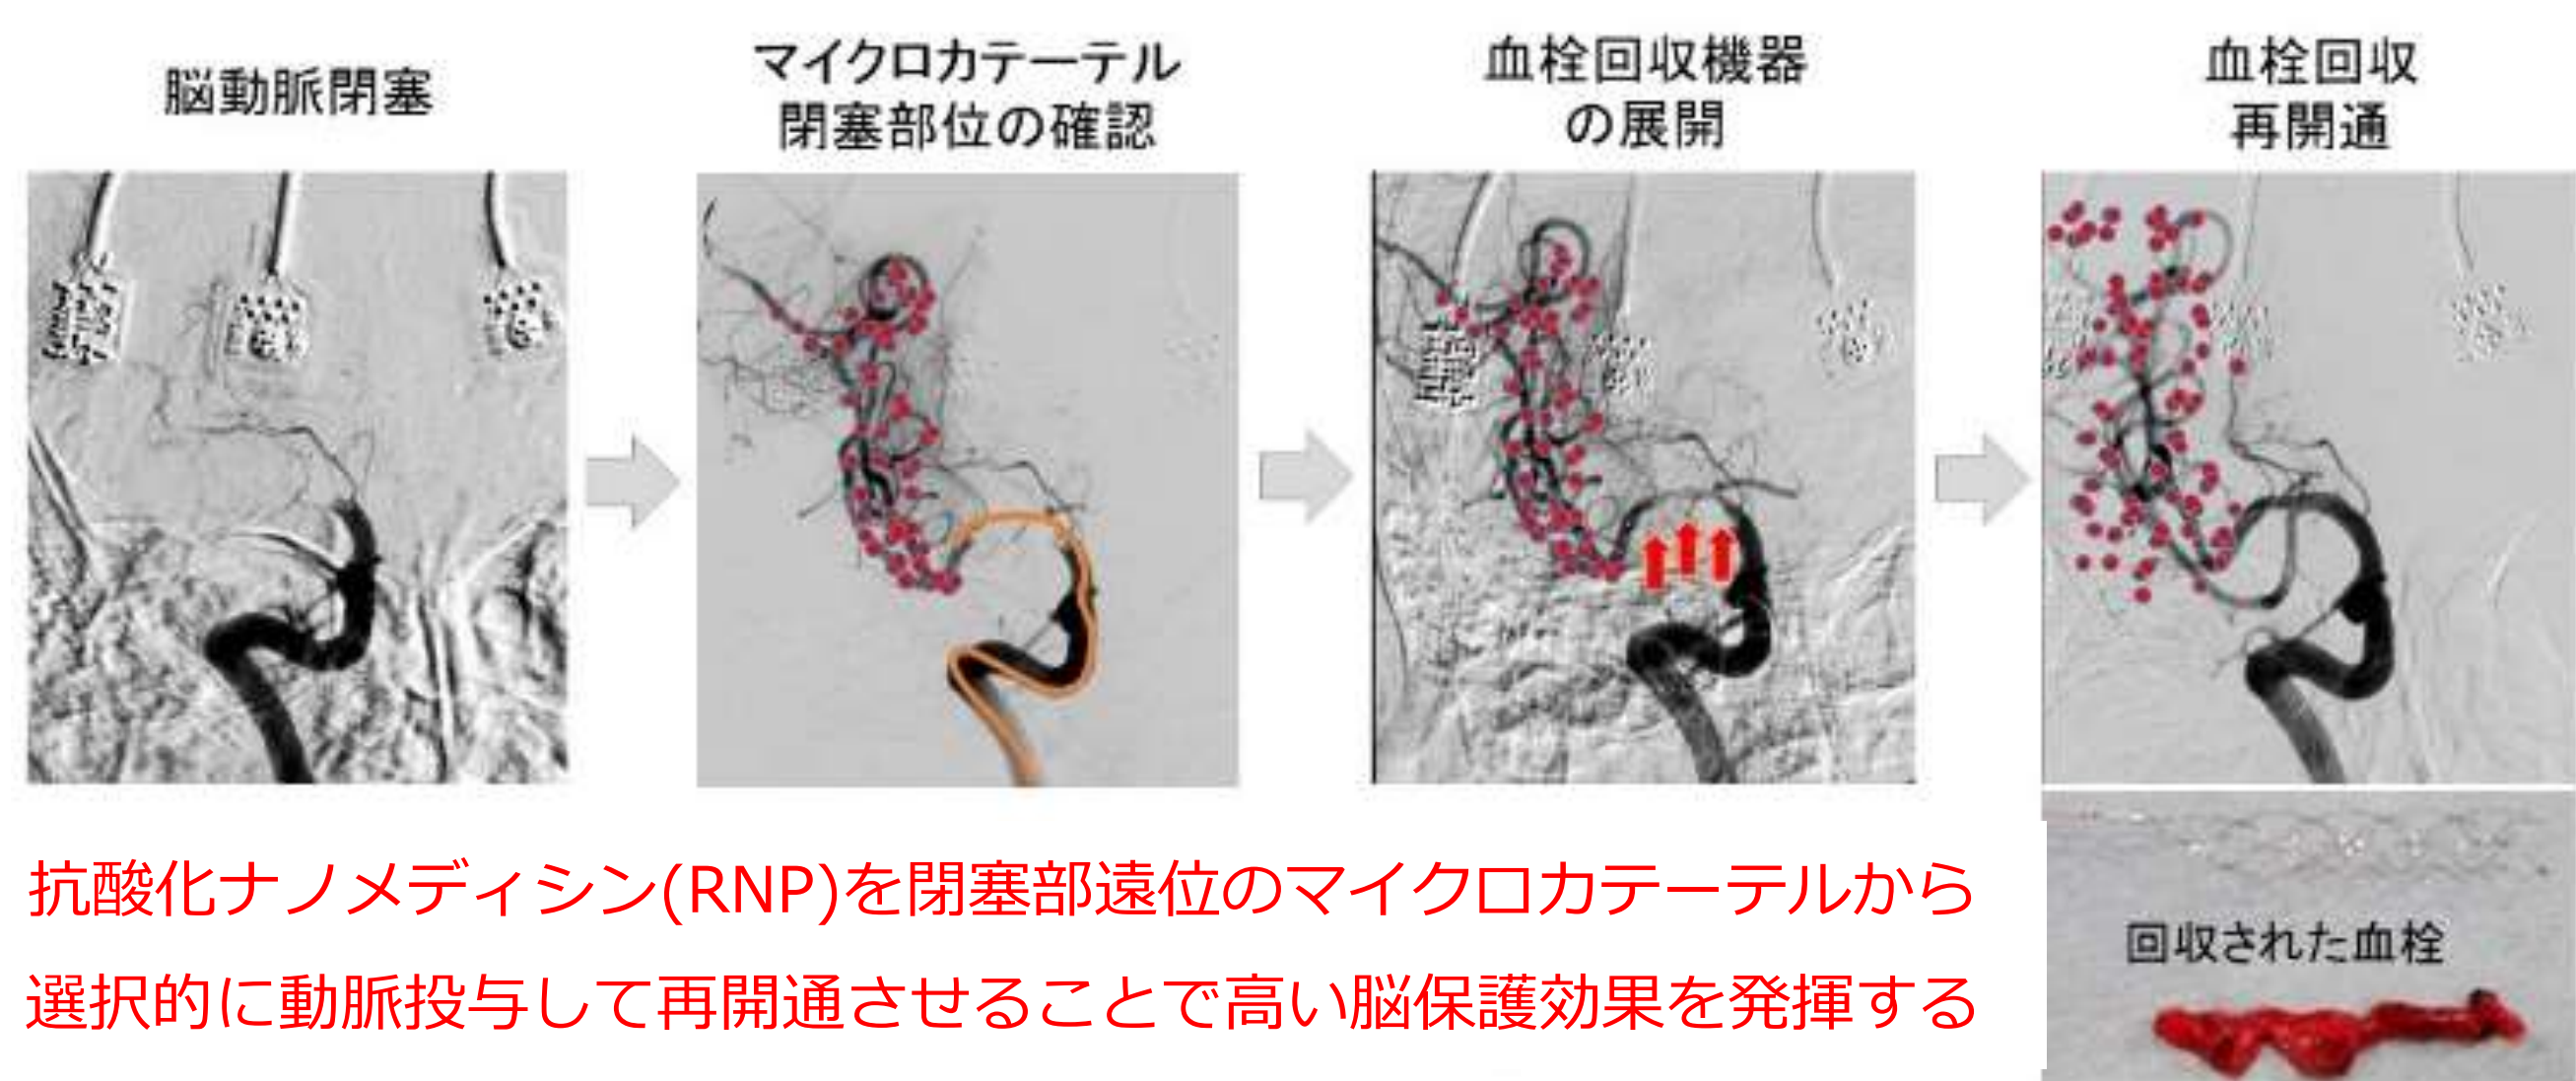 脳動脈閉塞
マイクロカテーテル
閉塞部位の確認
血栓回収機器
の展開
血栓回収
再開通
抗酸化ナノメディシン(RNP)を閉塞部遠位のマイクロカテーテルから
選択的に動脈投与して再開通させることで高い脳保護効果を発揮する
回収された血栓